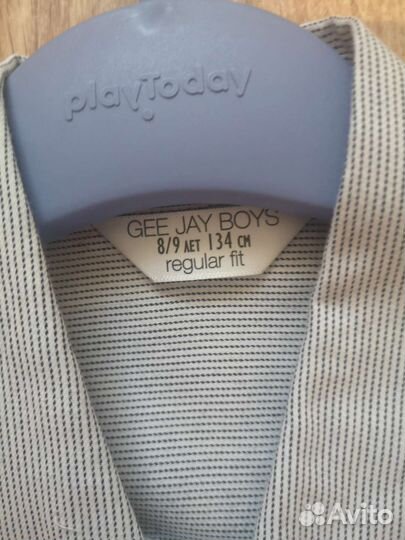 playToday
GEE JAY BOYS
8/9 ЛЕТ 134 СМ
regular fit
Avito